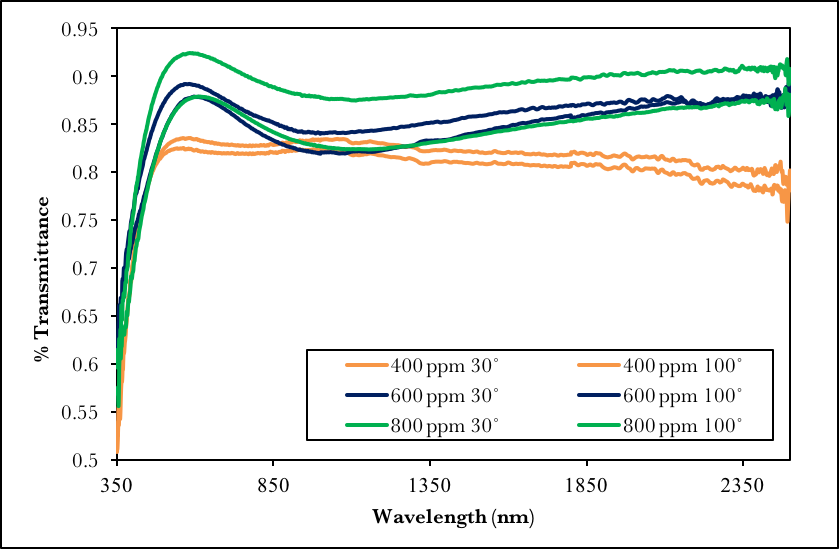 0.95
0.9
0.85
0.8
0.75
0.7
0.65
0.6
0.55
0.5
% Transmittance
400 ppm 30° 400 ppm 100°
600 ppm 30° 600 ppm 100°
800 ppm 30° 800 ppm 100°
350 850 1350 1850 2350
Wavelength (nm)